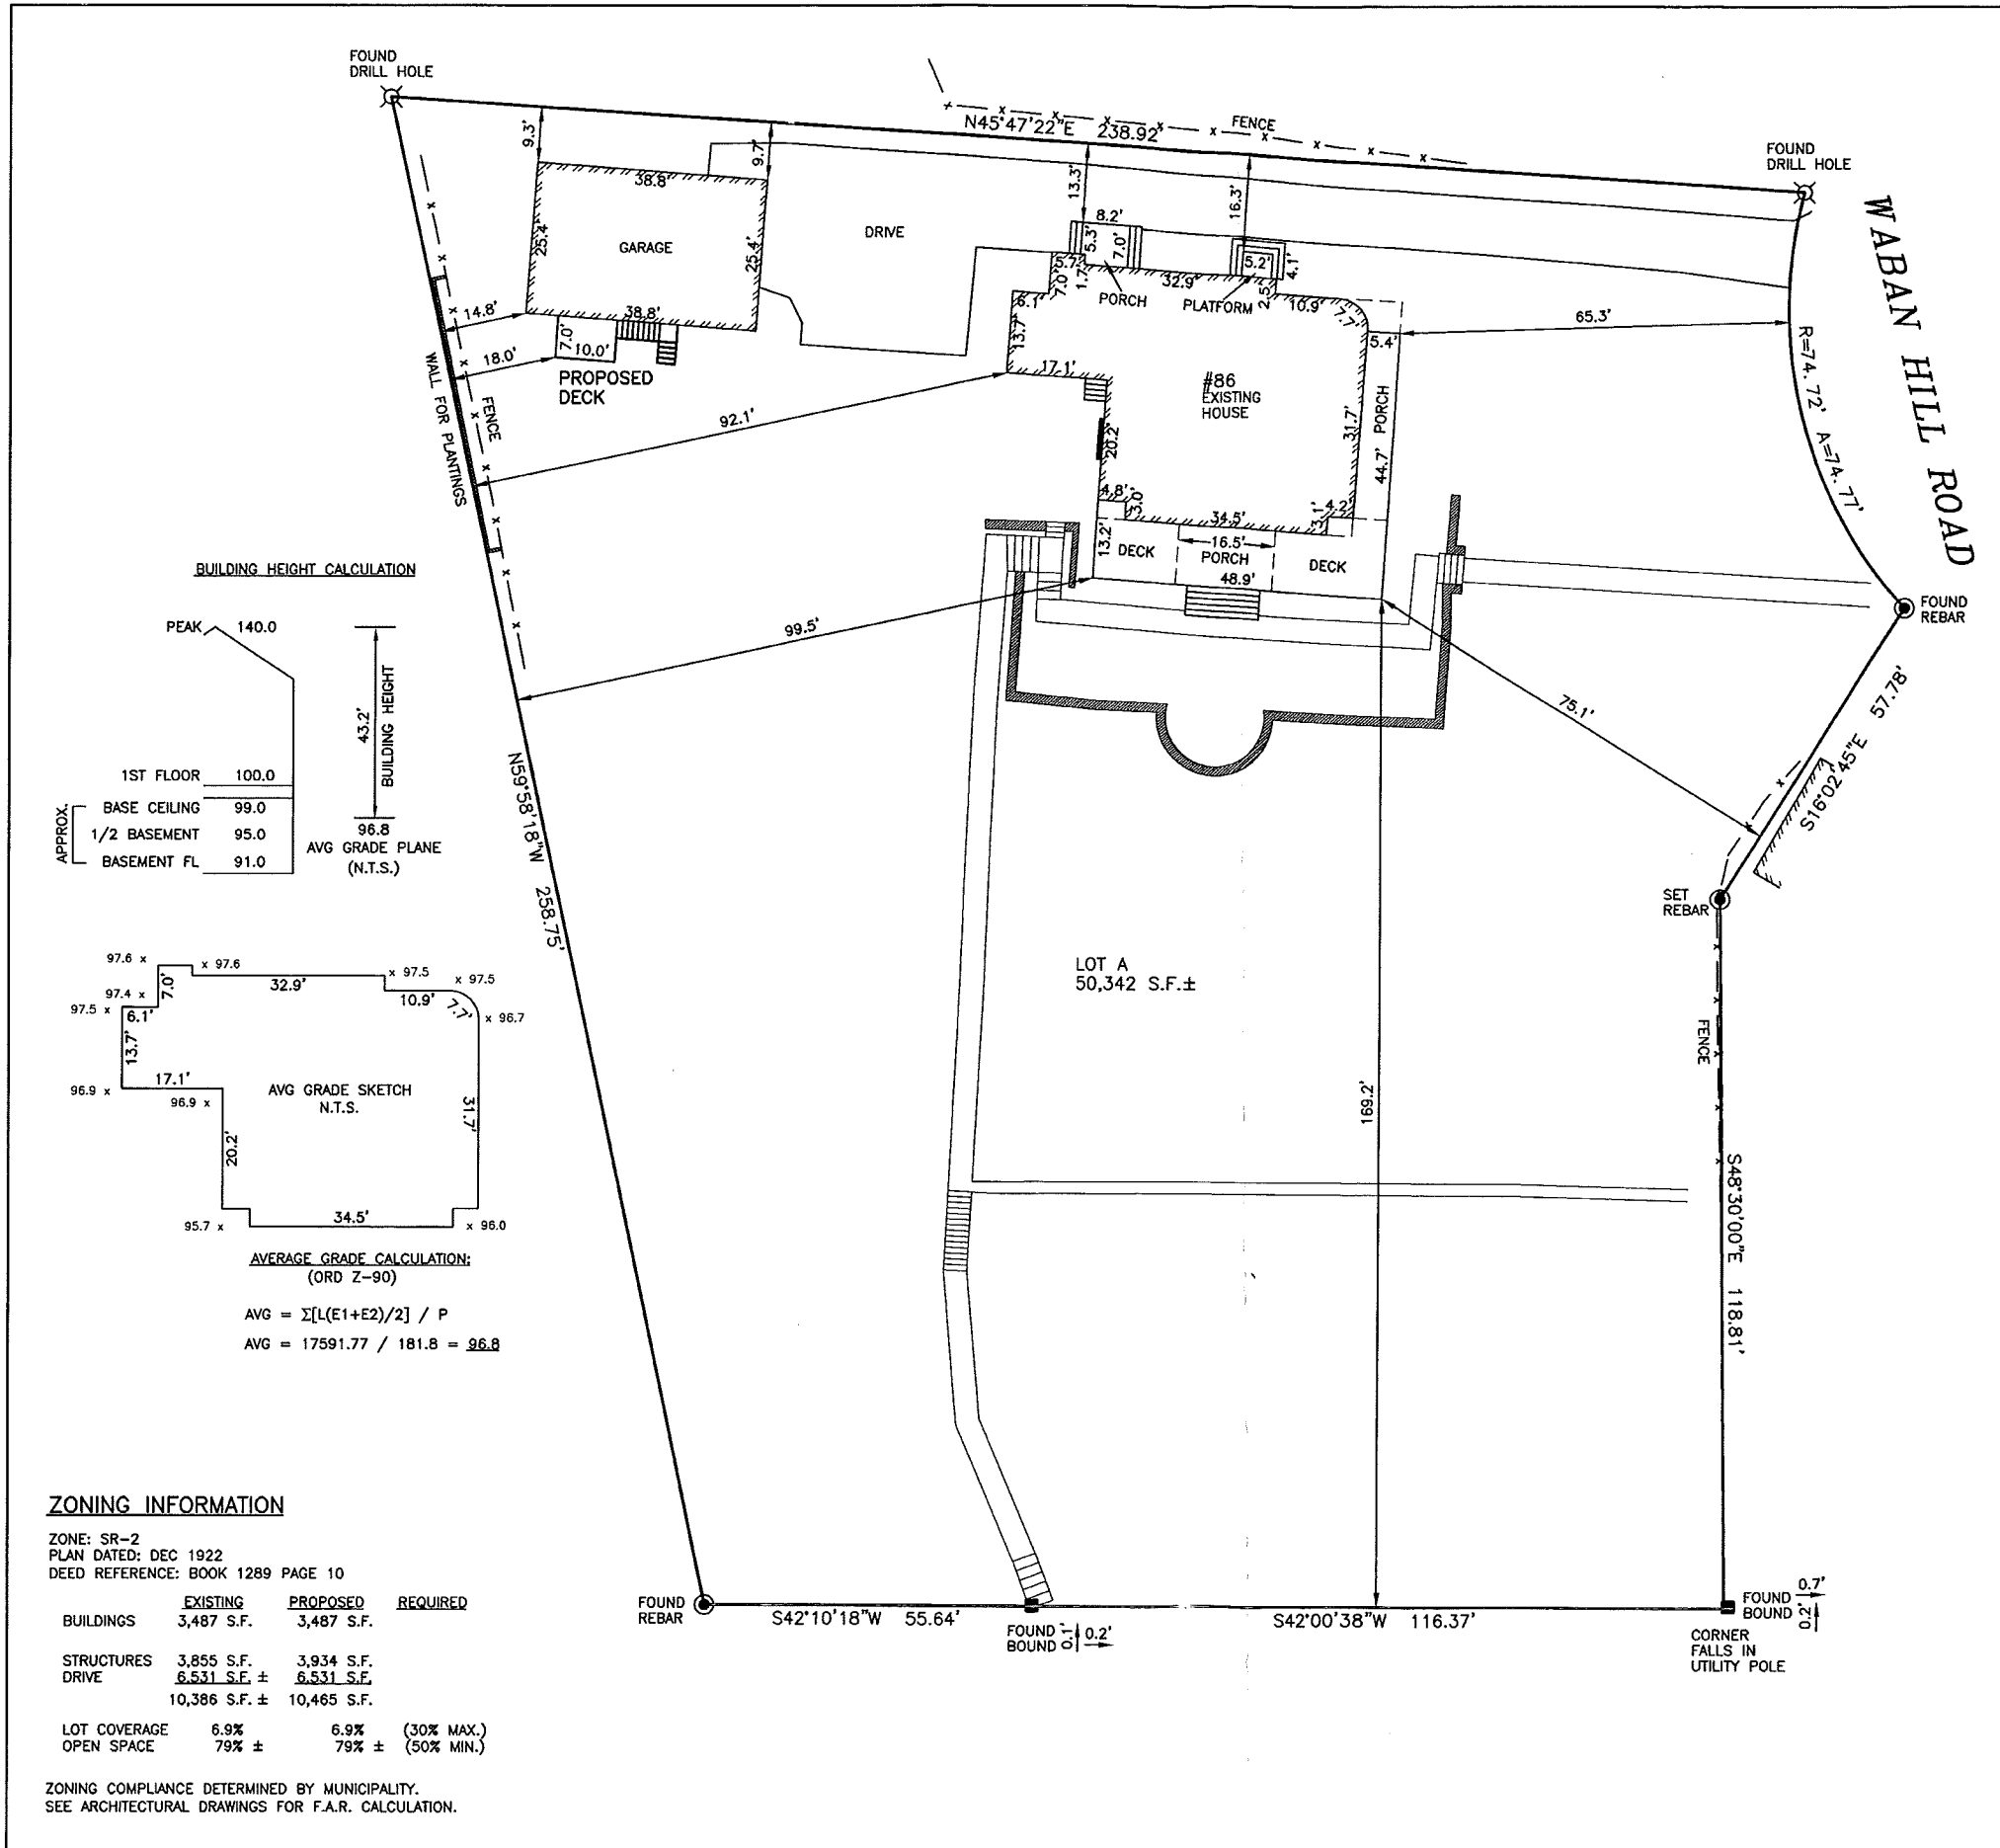 FOUND
DRILL HOLE
N45°47'22"E 238.92'
FENCE
FOUND
DRILL HOLE
WABAN HILL ROAD
9.3'
9.7'
38.8'
25.4'
GARAGE
25.4'
38.8'
DRIVE
13.3'
16.3'
8.2'
5.3'
7.0'
5.7'
1.7'
7.0'
PORCH
32.9'
5.2'
4.1'
PLATFORM
2.5'
10.9'
7.7'
6.1'
13.7'
17.1'
5.4'
65.3'
R=74.72' A=74.77'
14.8'
18.0'
7.0'
10.0'
PROPOSED
DECK
WALL FOR PLANTINGS
FENCE
92.1'
#86
EXISTING
HOUSE
20.2'
31.7'
44.7' PORCH
4.8'
3.0'
34.5'
3.1'
4.2'
13.2'
DECK
16.5'
PORCH
48.9'
DECK
99.5'
75.1'
FOUND
REBAR
S16°02'45"E 57.78'
SET
REBAR
BUILDING HEIGHT CALCULATION
PEAK 140.0
43.2'
BUILDING HEIGHT
1ST FLOOR 100.0
APPROX.
BASE CEILING 99.0
1/2 BASEMENT 95.0
BASEMENT FL 91.0
96.8
AVG GRADE PLANE
(N.T.S.)
N59°58'18"W 258.75'
LOT A
50,342 S.F.±
169.2'
FENCE
S48°30'00"E 118.81'
97.6 x
x 97.6
7.0'
32.9'
x 97.5
x 97.5
97.4 x
97.5 x
6.1'
10.9'
7.7'
x 96.7
13.7'
17.1'
96.9 x
96.9 x
AVG GRADE SKETCH
N.T.S.
31.7'
20.2'
34.5'
95.7 x
x 96.0
AVERAGE GRADE CALCULATION:
(ORD Z-90)
AVG = Σ[L(E1+E2)/2] / P
AVG = 17591.77 / 181.8 = 96.8
FOUND
REBAR
S42°10'18"W 55.64'
FOUND
BOUND
0.1'
0.2'
S42°00'38"W 116.37'
FOUND
BOUND
0.7'
0.2'
CORNER
FALLS IN
UTILITY POLE
ZONING INFORMATION
ZONE: SR-2
PLAN DATED: DEC 1922
DEED REFERENCE: BOOK 1289 PAGE 10
EXISTING PROPOSED REQUIRED
BUILDINGS 3,487 S.F. 3,487 S.F.
STRUCTURES 3,855 S.F. 3,934 S.F.
DRIVE 6,531 S.F. ± 6,531 S.F.
10,386 S.F. ± 10,465 S.F.
LOT COVERAGE 6.9% 6.9% (30% MAX.)
OPEN SPACE 79% ± 79% ± (50% MIN.)
ZONING COMPLIANCE DETERMINED BY MUNICIPALITY.
SEE ARCHITECTURAL DRAWINGS FOR F.A.R. CALCULATION.